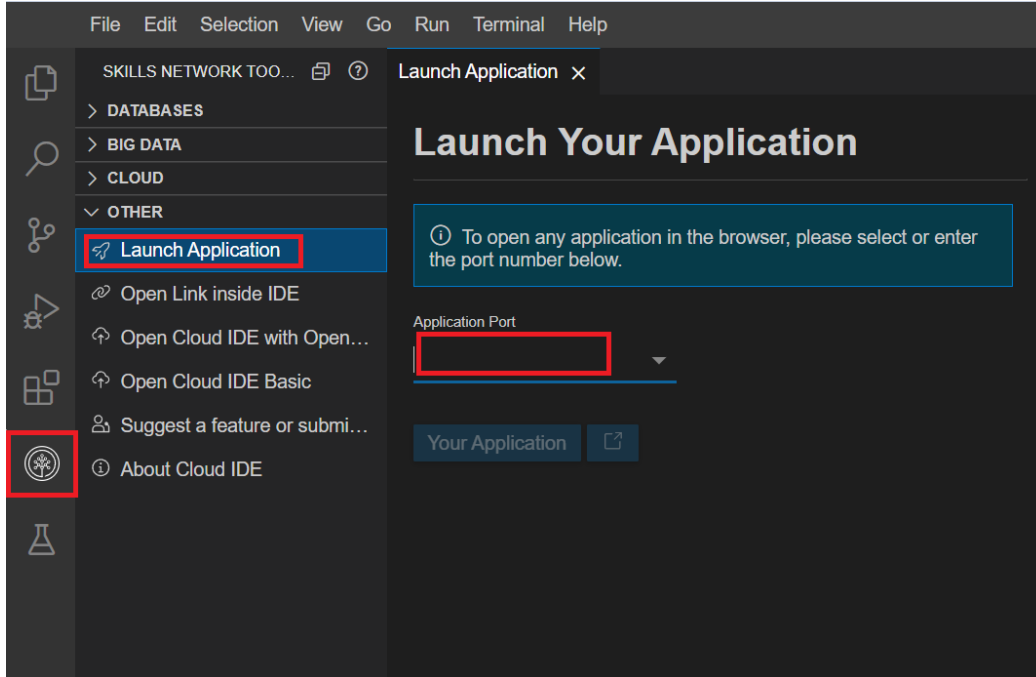 File Edit Selection View Go Run Terminal Help
SKILLS NETWORK TOO...
DATABASES
BIG DATA
CLOUD
OTHER
Launch Application
Open Link inside IDE
Open Cloud IDE with Open...
Open Cloud IDE Basic
Suggest a feature or submi...
About Cloud IDE
Launch Application
Launch Your Application
To open any application in the browser, please select or enter
the port number below.
Application Port
Your Application